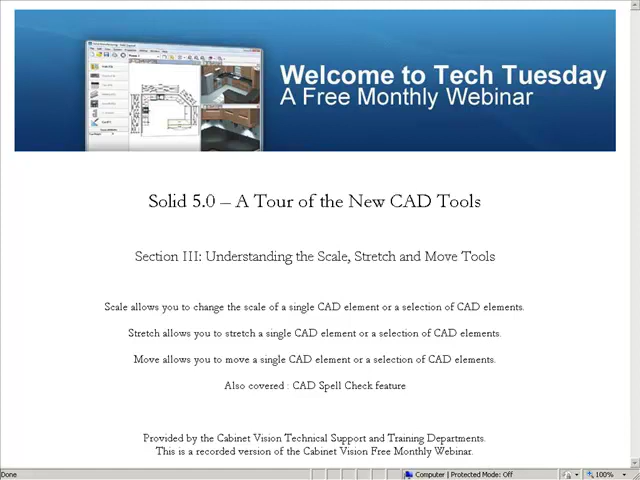 Welcome to Tech Tuesday
A Free Monthly Webinar
Solid 5.0 – A Tour of the New CAD Tools
Section III: Understanding the Scale, Stretch and Move Tools
Scale allows you to change the scale of a single CAD element or a selection of CAD elements.
Stretch allows you to stretch a single CAD element or a selection of CAD elements.
Move allows you to move a single CAD element or a selection of CAD elements.
Also covered : CAD Spell Check feature
Provided by the Cabinet Vision Technical Support and Training Departments.
This is a recorded version of the Cabinet Vision Free Monthly Webinar.
Done
Computer | Protected Mode: Off
100%